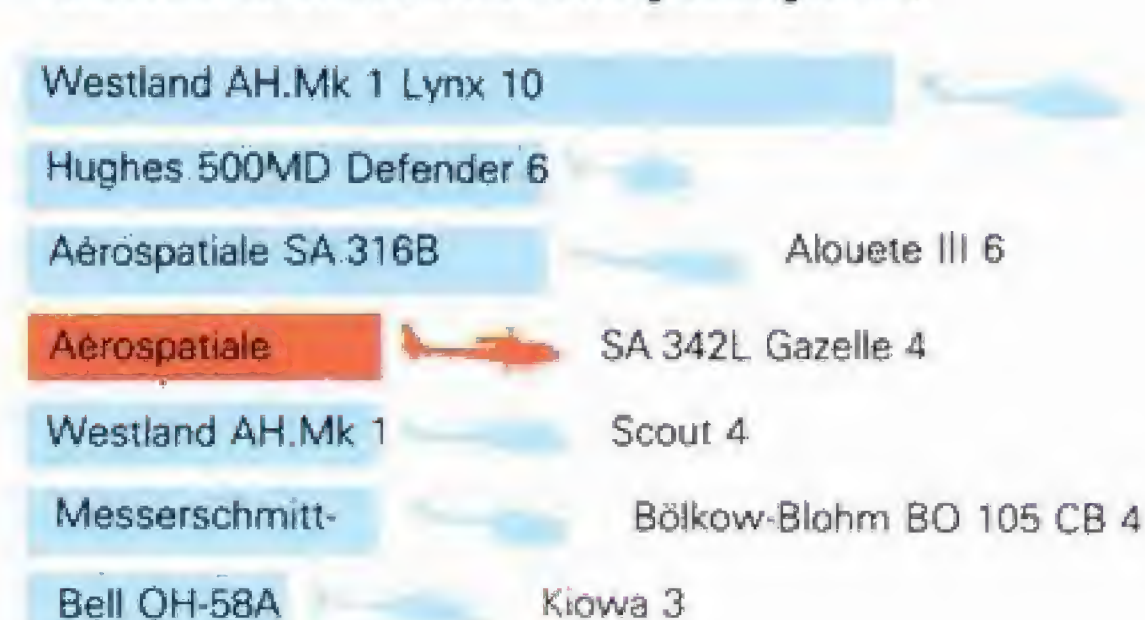 Westland AH.Mk 1 Lynx 10
Hughes 500MD Defender 6
Aérospatiale SA 316B Alouete III 6
Aérospatiale SA 342L Gazelle 4
Westland AH.Mk 1 Scout 4
Messerschmitt- Bölkow-Blohm BO 105 CB 4
Bell OH-58A Kiowa 3